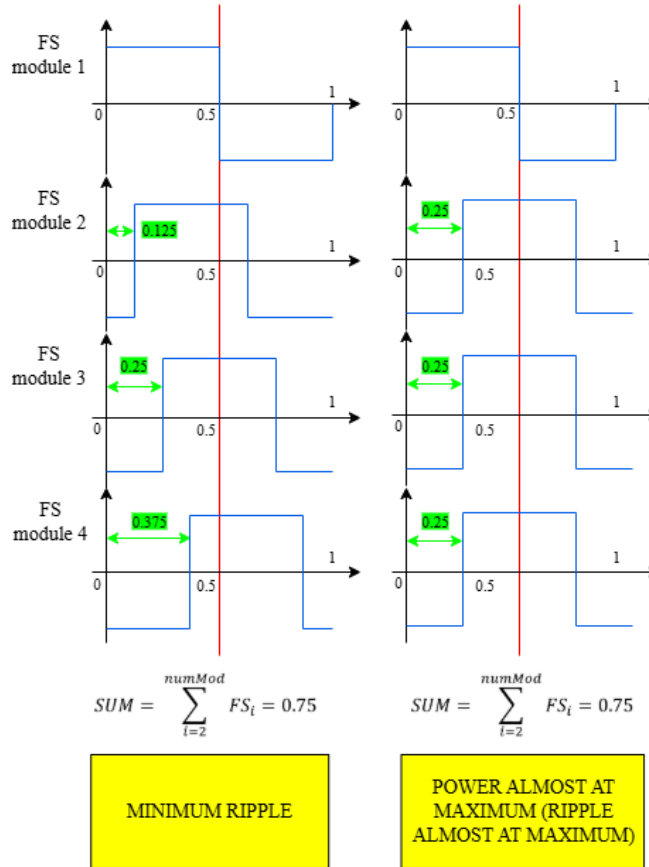 FS
module 1
1
0
0.5
1
0
0.5
FS
module 2
0.125
1
0
0.5
0.25
1
0
0.5
FS
module 3
0.25
1
0
0.5
0.25
1
0
0.5
FS
module 4
0.375
1
0
0.5
0.25
1
0
0.5
SUM = \sum_{i=2}^{numMod} FS_i = 0.75
SUM = \sum_{i=2}^{numMod} FS_i = 0.75
MINIMUM RIPPLE
POWER ALMOST AT
MAXIMUM (RIPPLE
ALMOST AT MAXIMUM)